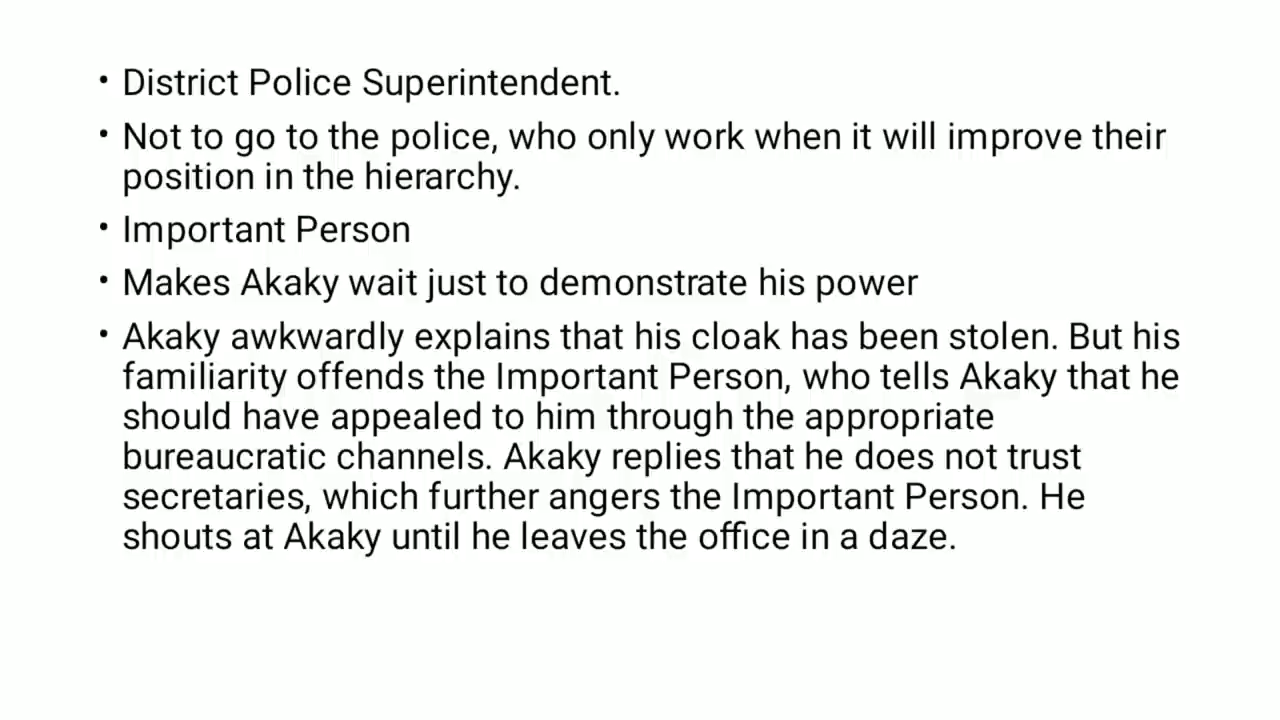 • District Police Superintendent.
• Not to go to the police, who only work when it will improve their
position in the hierarchy.
• Important Person
• Makes Akaky wait just to demonstrate his power
• Akaky awkwardly explains that his cloak has been stolen. But his
familiarity offends the Important Person, who tells Akaky that he
should have appealed to him through the appropriate
bureaucratic channels. Akaky replies that he does not trust
secretaries, which further angers the Important Person. He
shouts at Akaky until he leaves the office in a daze.